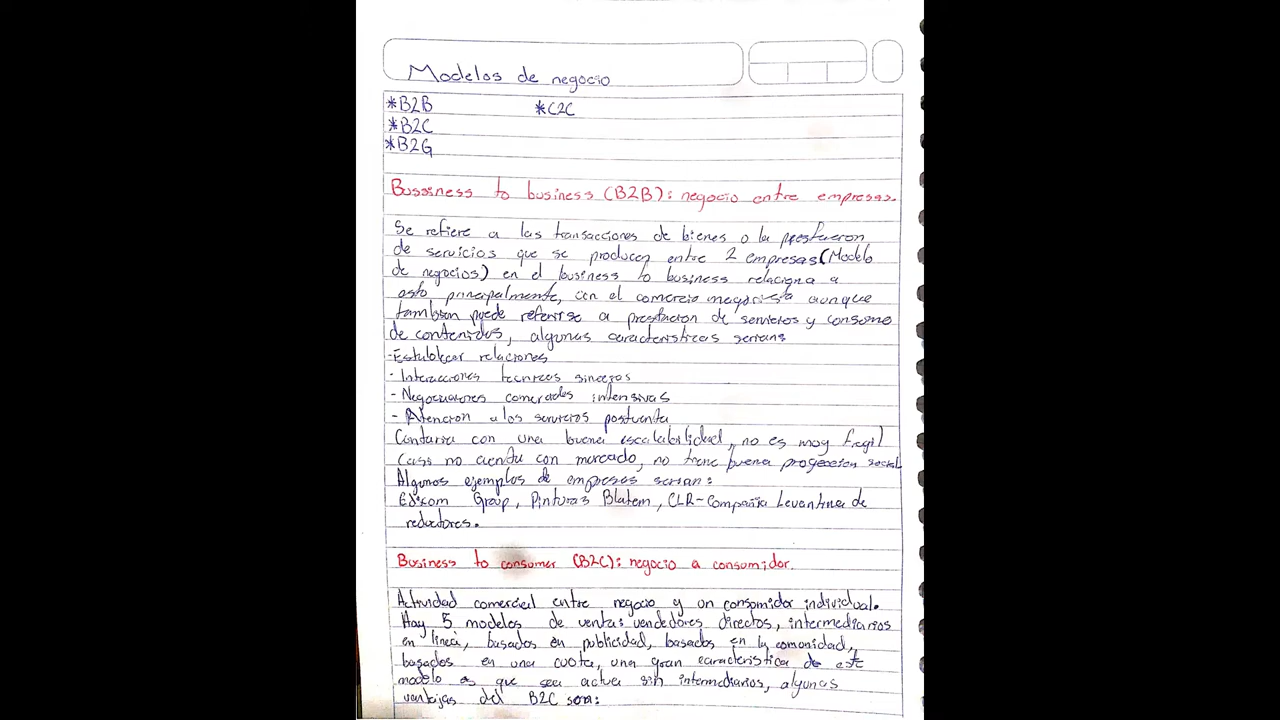 Modelos de negocio
*B2B *C2C
*B2C
*B2G
Bussiness to business (B2B): negocio entre empresas.
Se refiere a las transacciones de bienes o la
de servicios que se producen entre 2 empresas (Modelo
de negocios) en el business to business relaciona a
esto principalmente, con el comercio mayorista aunque
tambien puede referirse a prestacion de servicios y consumo
de contenidos, algunas caracteristicas serian:
-Establecer relaciones
- Interacciones tecnicas
- Negociaciones comerciales intensivas
- Atencion a los servicios postventa
Contaria con una buena escalabilidad, no es muy fragil
no cuenta con mercado, no tiene buena progeccion social
Algunos ejemplos de empresas serian:
Edicom Group, Pinturas Blatem, CLR-Compañia Levantina de
reductores.
Business to consumer (B2C): negocio a consumidor.
Actividad comercial entre negocio y un consumidor individual.
Hay 5 modelos de venta: vendedores directos, intermediarios
en linea, basados en publicidad, basados en la comunidad,
basados en una cuota, una gran caracteristica de este
modelo es que sea actua sin intermediarios, algunas
ventajas del B2C son: